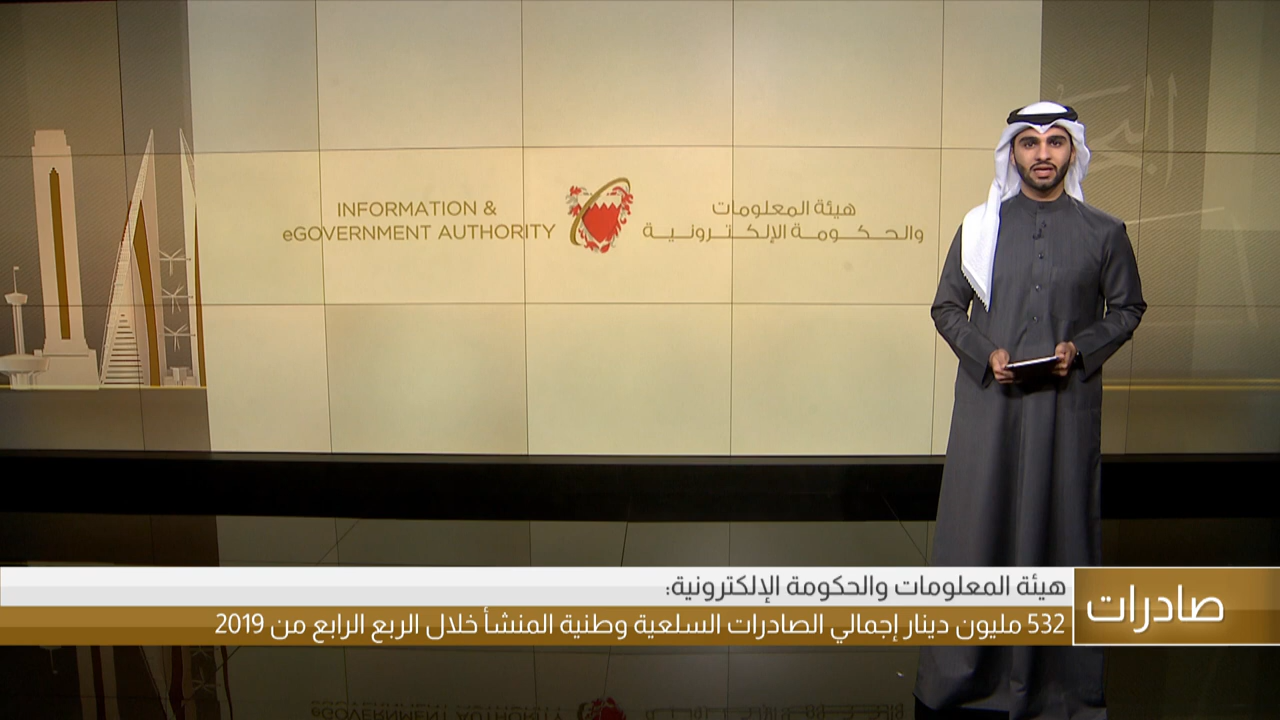 INFORMATION &
eGOVERNMENT AUTHORITY
هيئة المعلومات
والحكومة الإلكترونية
صادرات
هيئة المعلومات والحكومة الإلكترونية:
532 مليون دينار إجمالي الصادرات السلعية وطنية المنشأ خلال الربع الرابع من 2019